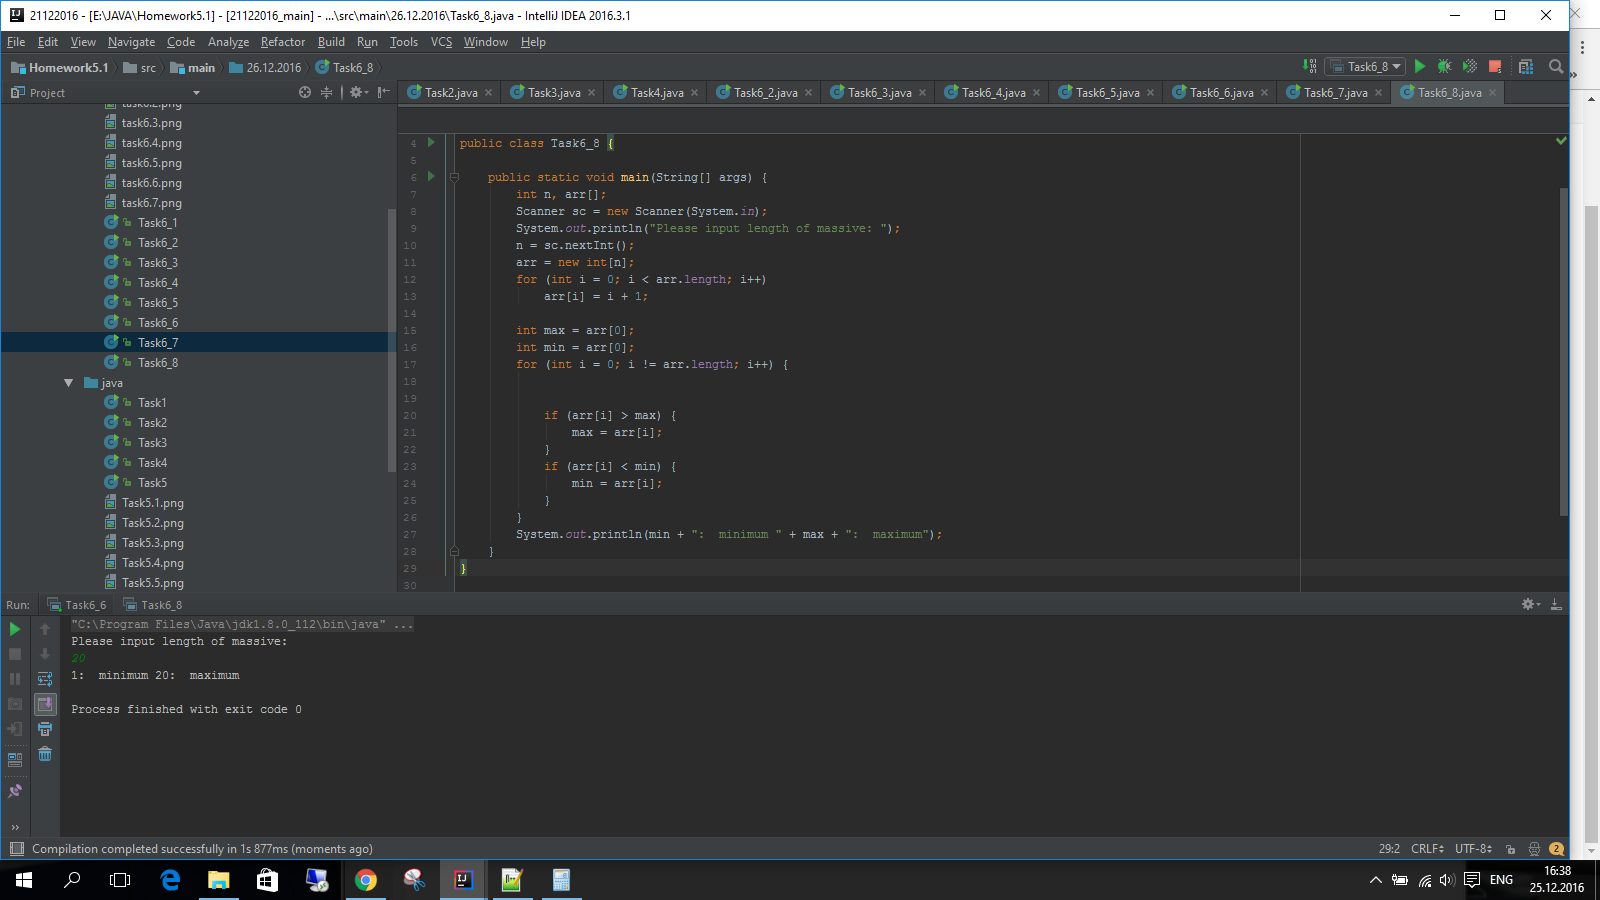 21122016 - [E:\JAVA\Homework5.1] - [21122016_main] - ...\src\main\26.12.2016\Task6_8.java - IntelliJ IDEA 2016.3.1
File Edit View Navigate Code Analyze Refactor Build Run Tools VCS Window Help
Homework5.1 src main 26.12.2016 Task6_8
Task6_8
Project
Task2.java Task3.java Task4.java Task6_2.java Task6_3.java Task6_4.java Task6_5.java Task6_6.java Task6_7.java Task6_8.java
task6.2.png
task6.3.png
task6.4.png
task6.5.png
task6.6.png
task6.7.png
Task6_1
Task6_2
Task6_3
Task6_4
Task6_5
Task6_6
Task6_7
Task6_8
java
Task1
Task2
Task3
Task4
Task5
Task5.1.png
Task5.2.png
Task5.3.png
Task5.4.png
Task5.5.png
4 public class Task6_8 {
5
6 public static void main(String[] args) {
7 int n, arr[];
8 Scanner sc = new Scanner(System.in);
9 System.out.println("Please input length of massive: ");
10 n = sc.nextInt();
11 arr = new int[n];
12 for (int i = 0; i < arr.length; i++)
13 arr[i] = i + 1;
14
15 int max = arr[0];
16 int min = arr[0];
17 for (int i = 0; i != arr.length; i++) {
18
19
20 if (arr[i] > max) {
21 max = arr[i];
22 }
23 if (arr[i] < min) {
24 min = arr[i];
25 }
26 }
27 System.out.println(min + ":  minimum " + max + ":  maximum");
28 }
29 }
30
Run: Task6_6 Task6_8
"C:\Program Files\Java\jdk1.8.0_112\bin\java" ...
Please input length of massive:
20
1:  minimum 20:  maximum
Process finished with exit code 0
Compilation completed successfully in 1s 877ms (moments ago)
29:2 CRLF UTF-8 2
ENG
16:38
25.12.2016